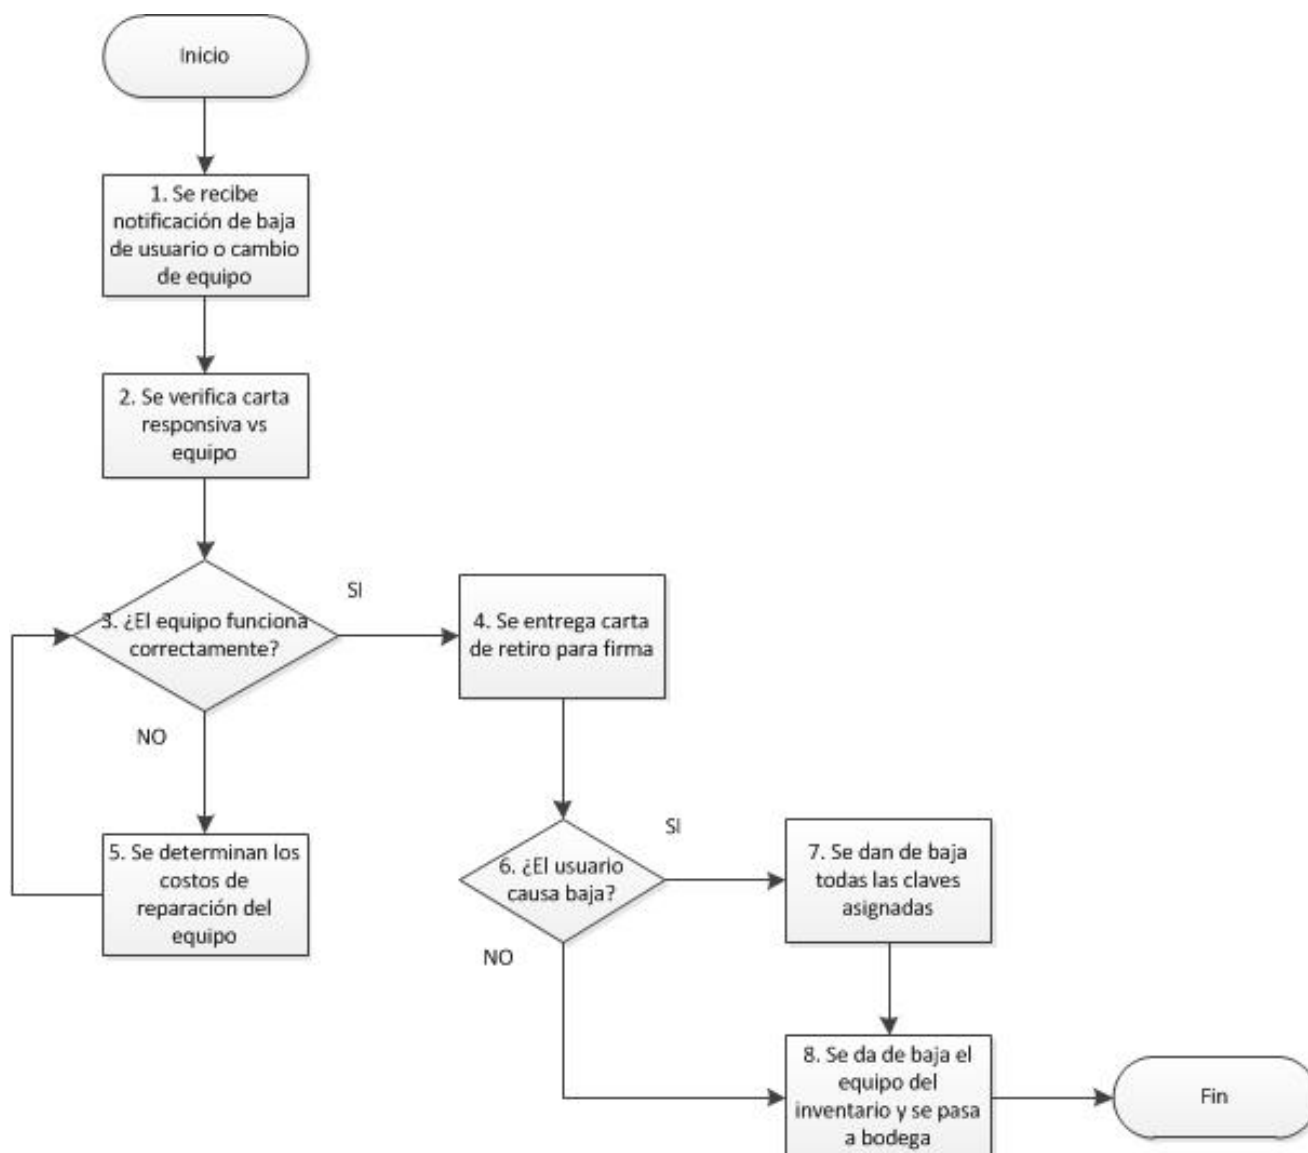 Inicio
1. Se recibe
notificación de baja
de usuario o cambio
de equipo
2. Se verifica carta
responsiva vs
equipo
3. ¿El equipo funciona
correctamente?
SI
NO
4. Se entrega carta
de retiro para firma
5. Se determinan los
costos de
reparación del
equipo
6. ¿El usuario
causa baja?
SI
NO
7. Se dan de baja
todas las claves
asignadas
8. Se da de baja el
equipo del
inventario y se pasa
a bodega
Fin